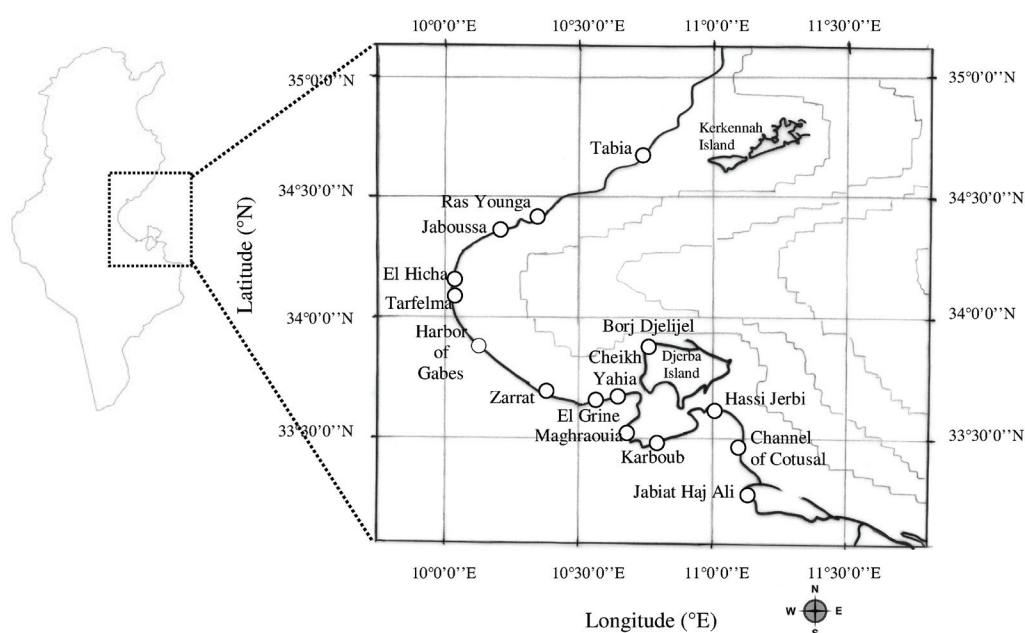 10°0’0’’E 10°30’0’’E 11°0’0’’E 11°30’0’’E
35°0’0’’N 35°0’0’’N
Kerkennah
Island
Tabia
34°30’0’’N 34°30’0’’N
Ras Younga
Jaboussa
El Hicha
Tarfelma
34°0’0’’N 34°0’0’’N
Harbor
of
Gabes
Borj Djelijel
Cheikh
Yahia
Djerba
Island
Zarrat
El Grine
Hassi Jerbi
Maghraouia
Karboub
33°30’0’’N 33°30’0’’N
Channel
of Cotusal
Jabiat Haj Ali
Latitude (°N)
10°0’0’’E 10°30’0’’E 11°0’0’’E 11°30’0’’E
Longitude (°E)
N
W E
S